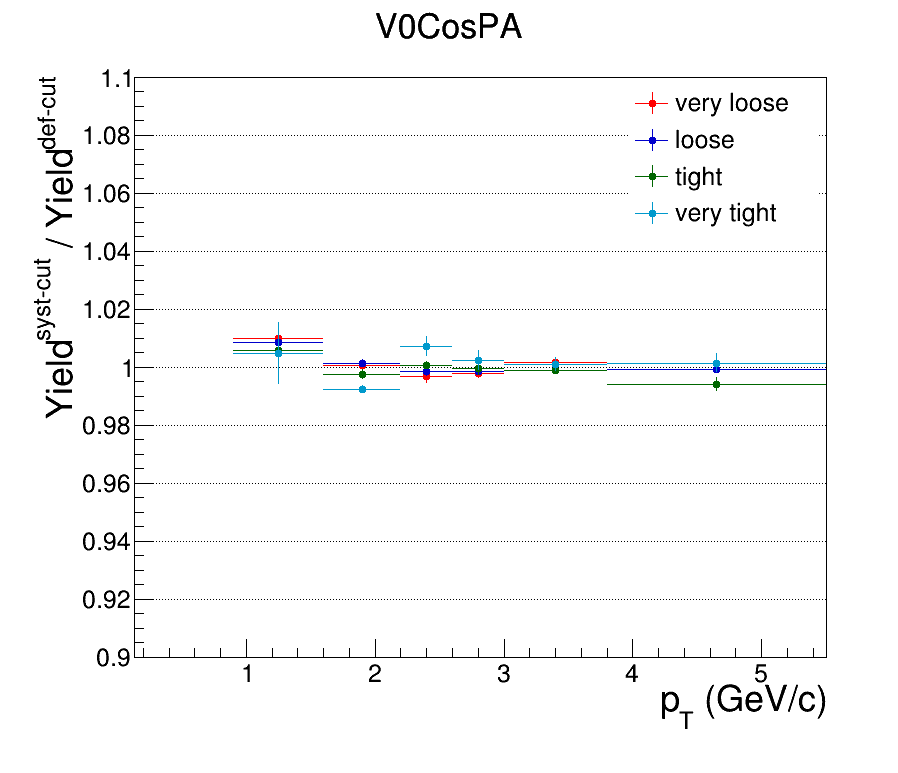 V0CosPA
Yield^syst-cut / Yield^def-cut
1.1
1.08
1.06
1.04
1.02
1
0.98
0.96
0.94
0.92
0.9
very loose
loose
tight
very tight
1 2 3 4 5
p_T (GeV/c)